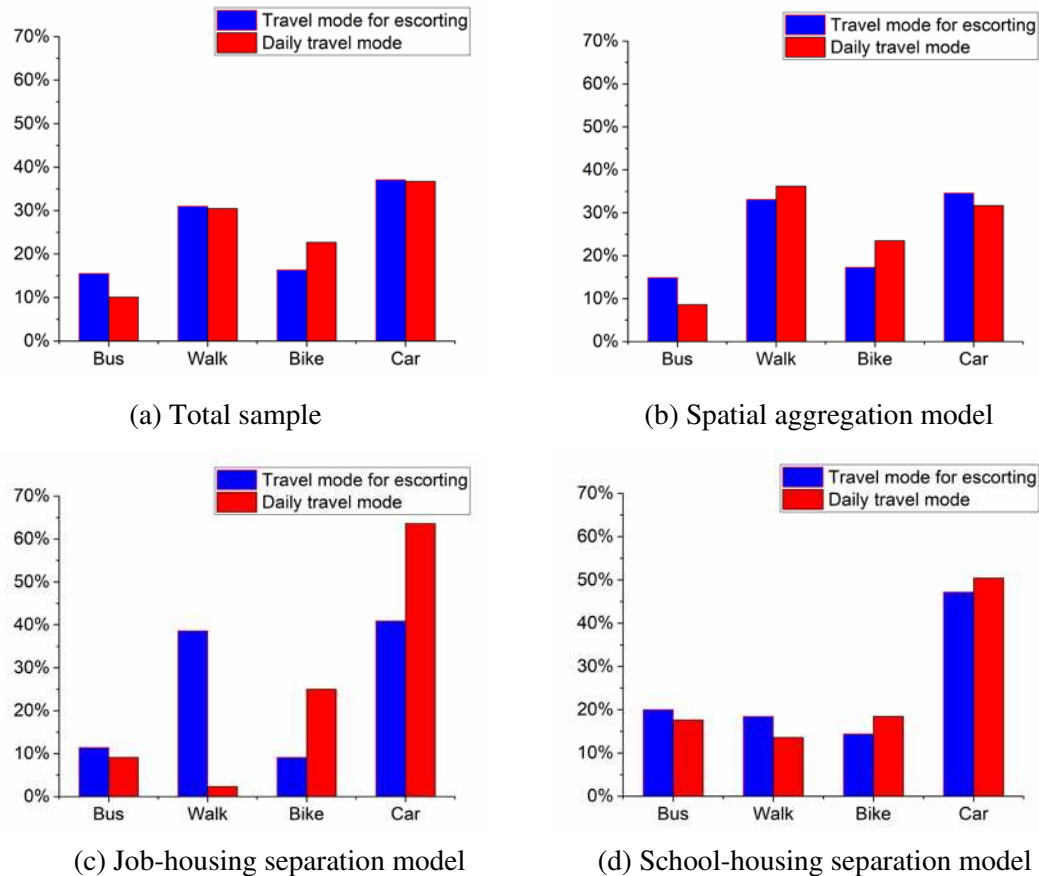 Travel mode for escorting
Daily travel mode
70%
60%
50%
40%
30%
20%
10%
0%
Bus Walk Bike Car
(a) Total sample
Travel mode for escorting
Daily travel mode
70%
60%
50%
40%
30%
20%
10%
0%
Bus Walk Bike Car
(b) Spatial aggregation model
Travel mode for escorting
Daily travel mode
70%
60%
50%
40%
30%
20%
10%
0%
Bus Walk Bike Car
(c) Job-housing separation model
Travel mode for escorting
Daily travel mode
70%
60%
50%
40%
30%
20%
10%
0%
Bus Walk Bike Car
(d) School-housing separation model